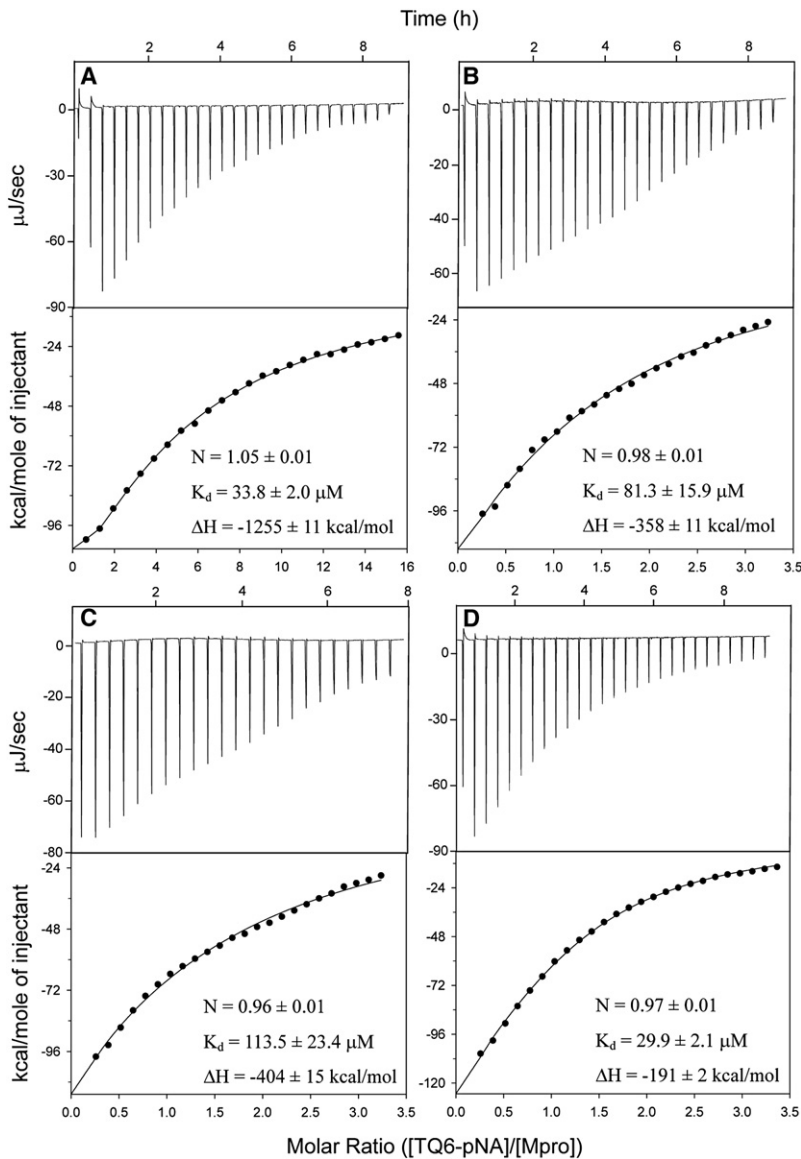 Time (h)
2 4 6 8
2 4 6 8
A
B
0
-30
-60
-90
µJ/sec
0
-20
-40
-60
-24
-48
-72
-96
kcal/mole of injectant
N = 1.05 ± 0.01
Kd = 33.8 ± 2.0 µM
ΔH = -1255 ± 11 kcal/mol
0 2 4 6 8 10 12 14 16
-24
-48
-72
-96
N = 0.98 ± 0.01
Kd = 81.3 ± 15.9 µM
ΔH = -358 ± 11 kcal/mol
0.0 0.5 1.0 1.5 2.0 2.5 3.0 3.5
2 4 6 8
2 4 6 8
C
D
0
-20
-40
-60
-80
µJ/sec
0
-30
-60
-90
-24
-48
-72
-96
kcal/mole of injectant
N = 0.96 ± 0.01
Kd = 113.5 ± 23.4 µM
ΔH = -404 ± 15 kcal/mol
0.0 0.5 1.0 1.5 2.0 2.5 3.0 3.5
-24
-48
-72
-96
-120
N = 0.97 ± 0.01
Kd = 29.9 ± 2.1 µM
ΔH = -191 ± 2 kcal/mol
0.0 0.5 1.0 1.5 2.0 2.5 3.0 3.5
Molar Ratio ([TQ6-pNA]/[Mpro])